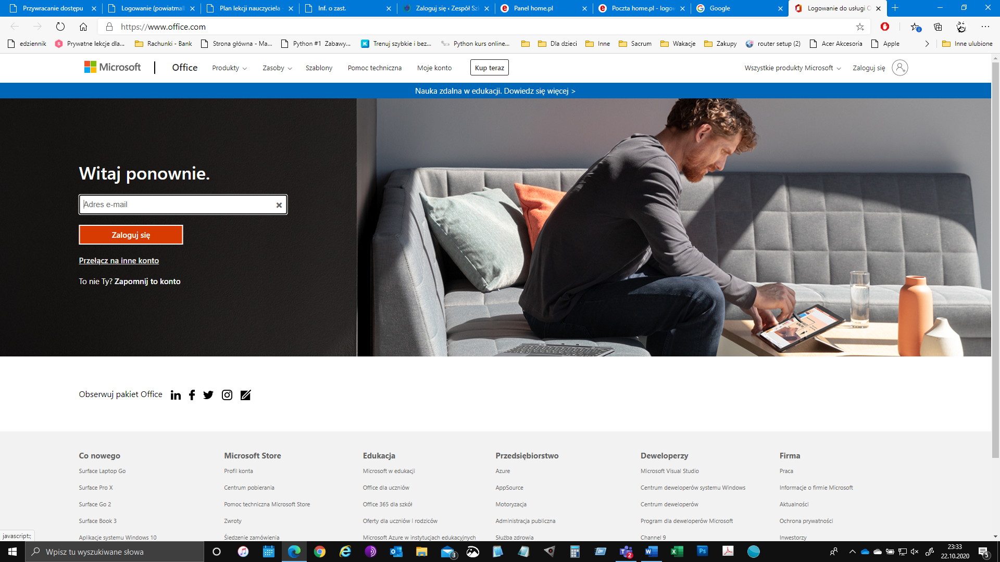 Przywracanie dostępu
Logowanie (powiatmal
Plan lekcji nauczyciela
Inf. o zast.
Zaloguj się ‹ Zespół Szk
Panel home.pl
Poczta home.pl - logow
Google
Logowanie do usługi O
https://www.office.com
edziennik
Prywatne lekcje dla...
Rachunki - Bank
Strona główna - Ma...
Python #1 Zabawy...
Trenuj szybkie i bez...
Python kurs online...
Dla dzieci
Inne
Sacrum
Wakacje
Zakupy
router setup (2)
Acer Akcesoria
Apple
Inne ulubione
Microsoft
Office
Produkty
Zasoby
Szablony
Pomoc techniczna
Moje konto
Kup teraz
Wszystkie produkty Microsoft
Zaloguj się
Nauka zdalna w edukacji. Dowiedz się więcej >
Witaj ponownie.
Adres e-mail
Zaloguj się
Przełącz na inne konto
To nie Ty? Zapomnij to konto
Obserwuj pakiet Office
Co nowego
Surface Laptop Go
Surface Pro X
Surface Go 2
Surface Book 3
Aplikacje systemu Windows 10
Microsoft Store
Profil konta
Centrum pobierania
Pomoc techniczna Microsoft Store
Zwroty
Śledzenie zamówienia
Edukacja
Microsoft w edukacji
Office dla uczniów
Office 365 dla szkół
Oferty dla uczniów i rodziców
Microsoft Azure w instytucjach edukacyjnych
Przedsiębiorstwo
Azure
AppSource
Motoryzacja
Administracja publiczna
Służba zdrowia
Deweloperzy
Microsoft Visual Studio
Centrum deweloperów systemu Windows
Centrum deweloperów
Program dla deweloperów Microsoft
Channel 9
Firma
Praca
Informacje o firmie Microsoft
Aktualności
Ochrona prywatności
Inwestorzy
javascript:;
Wpisz tu wyszukiwane słowa
3
2
23:33
22.10.2020
5